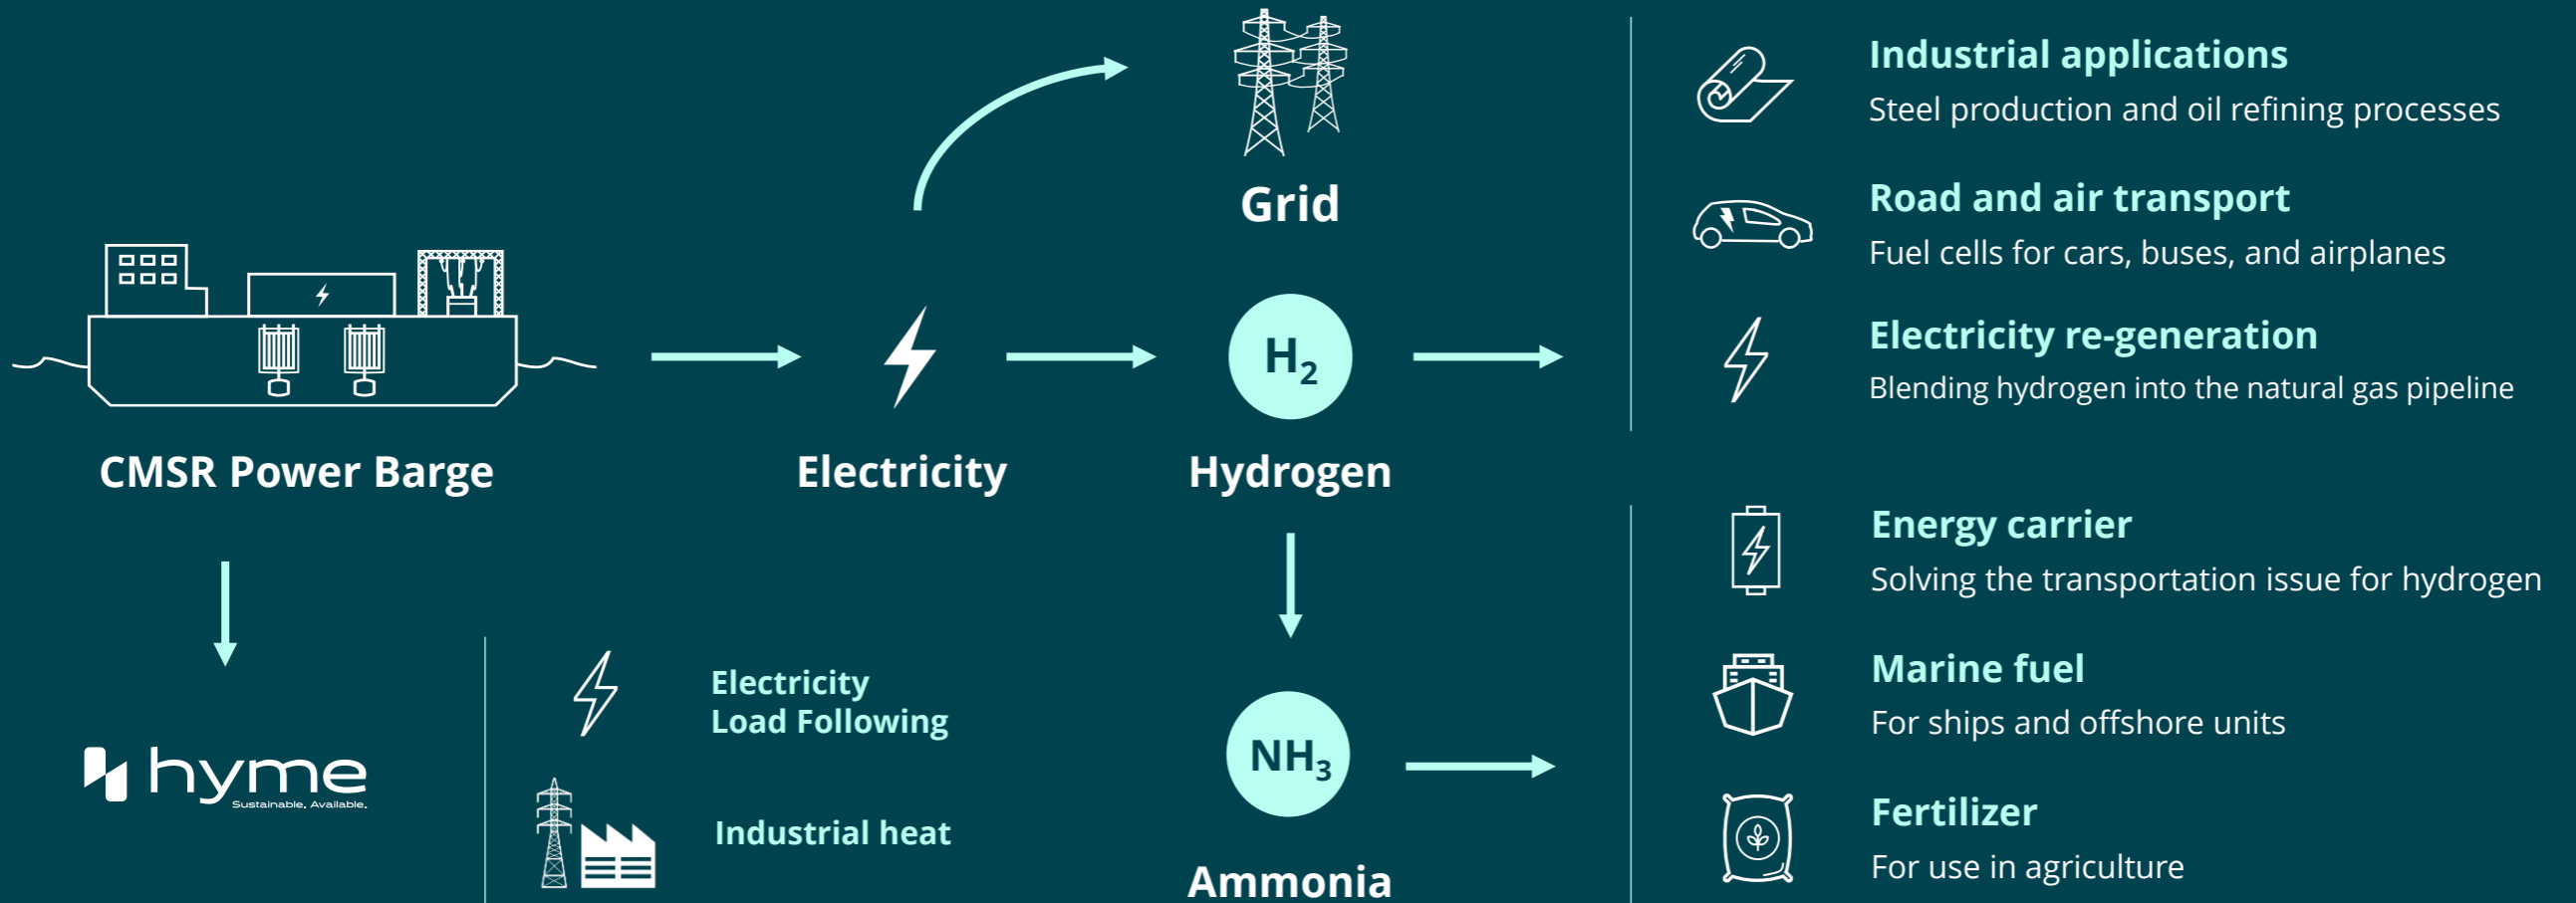 Grid
CMSR Power Barge
Electricity
H₂
Hydrogen
Industrial applications
Steel production and oil refining processes
Road and air transport
Fuel cells for cars, buses, and airplanes
Electricity re-generation
Blending hydrogen into the natural gas pipeline
hyme
Sustainable. Available.
Electricity
Load Following
Industrial heat
NH₃
Ammonia
Energy carrier
Solving the transportation issue for hydrogen
Marine fuel
For ships and offshore units
Fertilizer
For use in agriculture